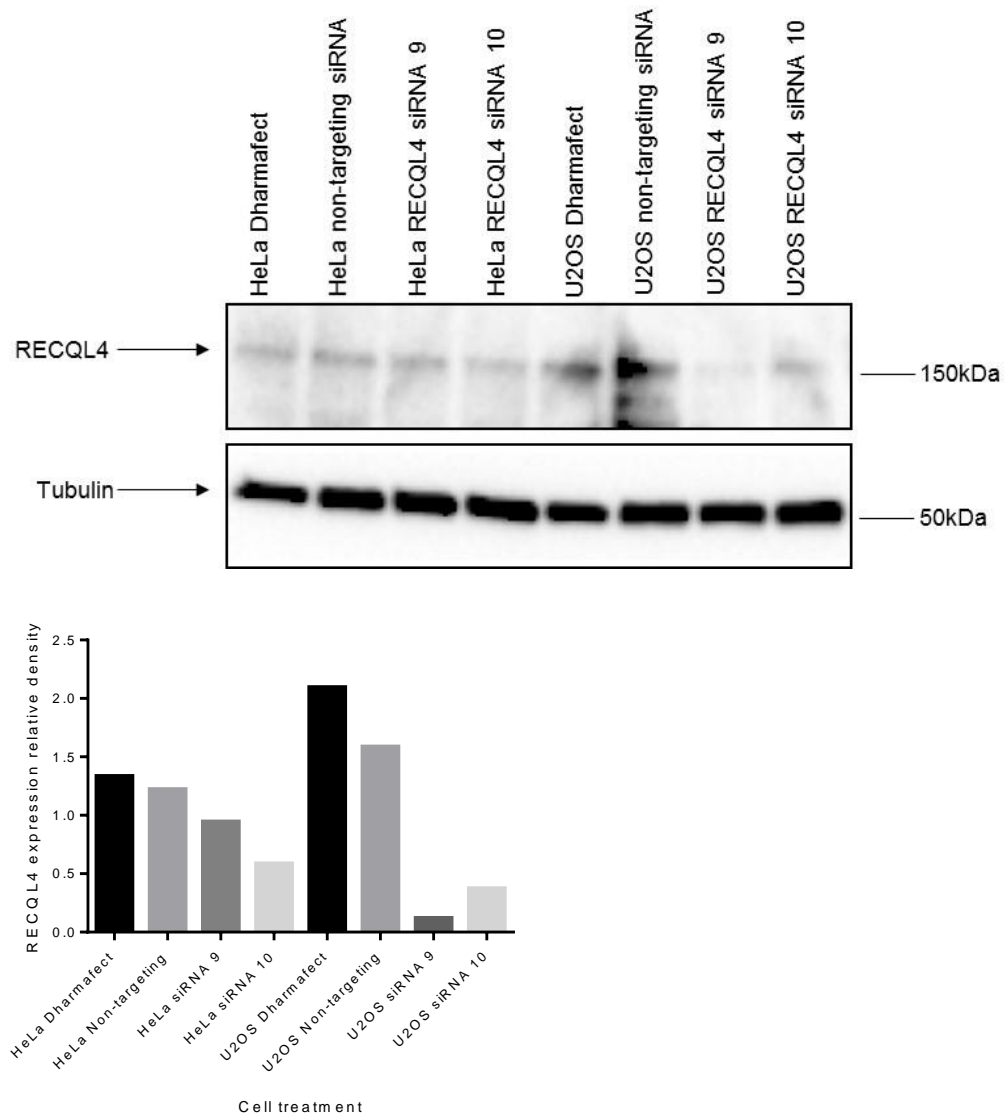 HeLa Dharmafect
HeLa non-targeting siRNA
HeLa RECQL4 siRNA 9
HeLa RECQL4 siRNA 10
U2OS Dharmafect
U2OS non-targeting siRNA
U2OS RECQL4 siRNA 9
U2OS RECQL4 siRNA 10
RECQL4
150kDa
Tubulin
50kDa
RECQL4 expression relative density
2.5
2.0
1.5
1.0
0.5
0.0
HeLa Dharmafect
HeLa Non-targeting
HeLa siRNA 9
HeLa siRNA 10
U2OS Dharmafect
U2OS Non-targeting
U2OS siRNA 9
U2OS siRNA 10
Cell treatment